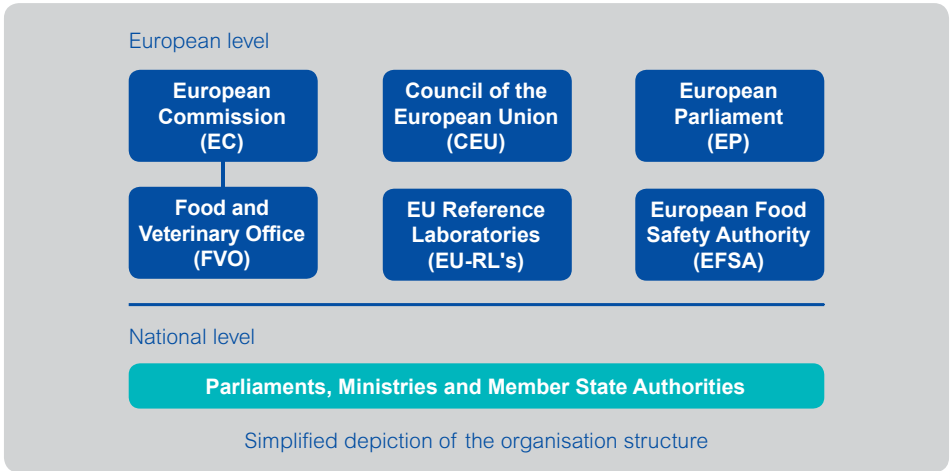 European level
European
Commission
(EC)
Council of the
European Union
(CEU)
European
Parliament
(EP)
Food and
Veterinary Office
(FVO)
EU Reference
Laboratories
(EU-RL's)
European Food
Safety Authority
(EFSA)
National level
Parliaments, Ministries and Member State Authorities
Simplified depiction of the organisation structure